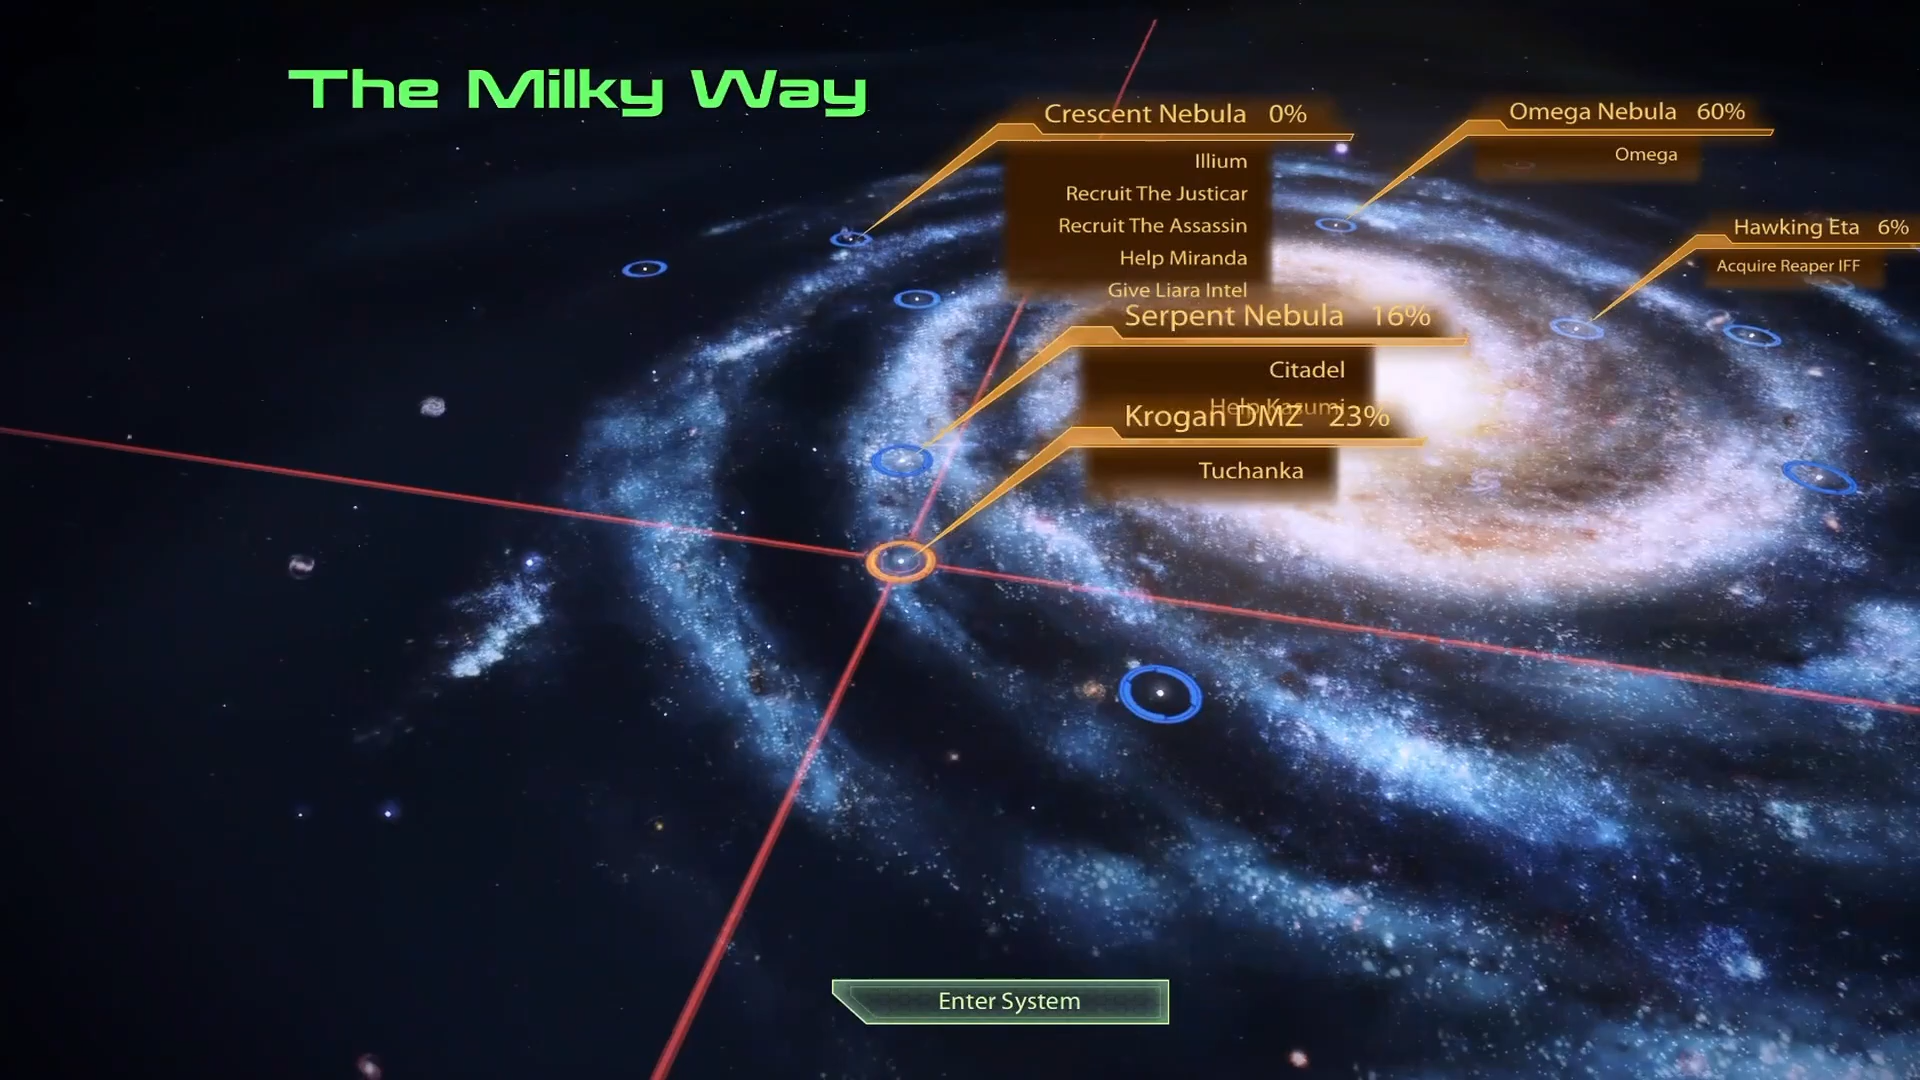 The Milky Way
Crescent Nebula 0%
Illium
Recruit The Justicar
Recruit The Assassin
Help Miranda
Give Liara Intel
Omega Nebula 60%
Omega
Hawking Eta 6%
Acquire Reaper IFF
Serpent Nebula 16%
Citadel
Help Kasumi
Krogan DMZ 23%
Tuchanka
Enter System